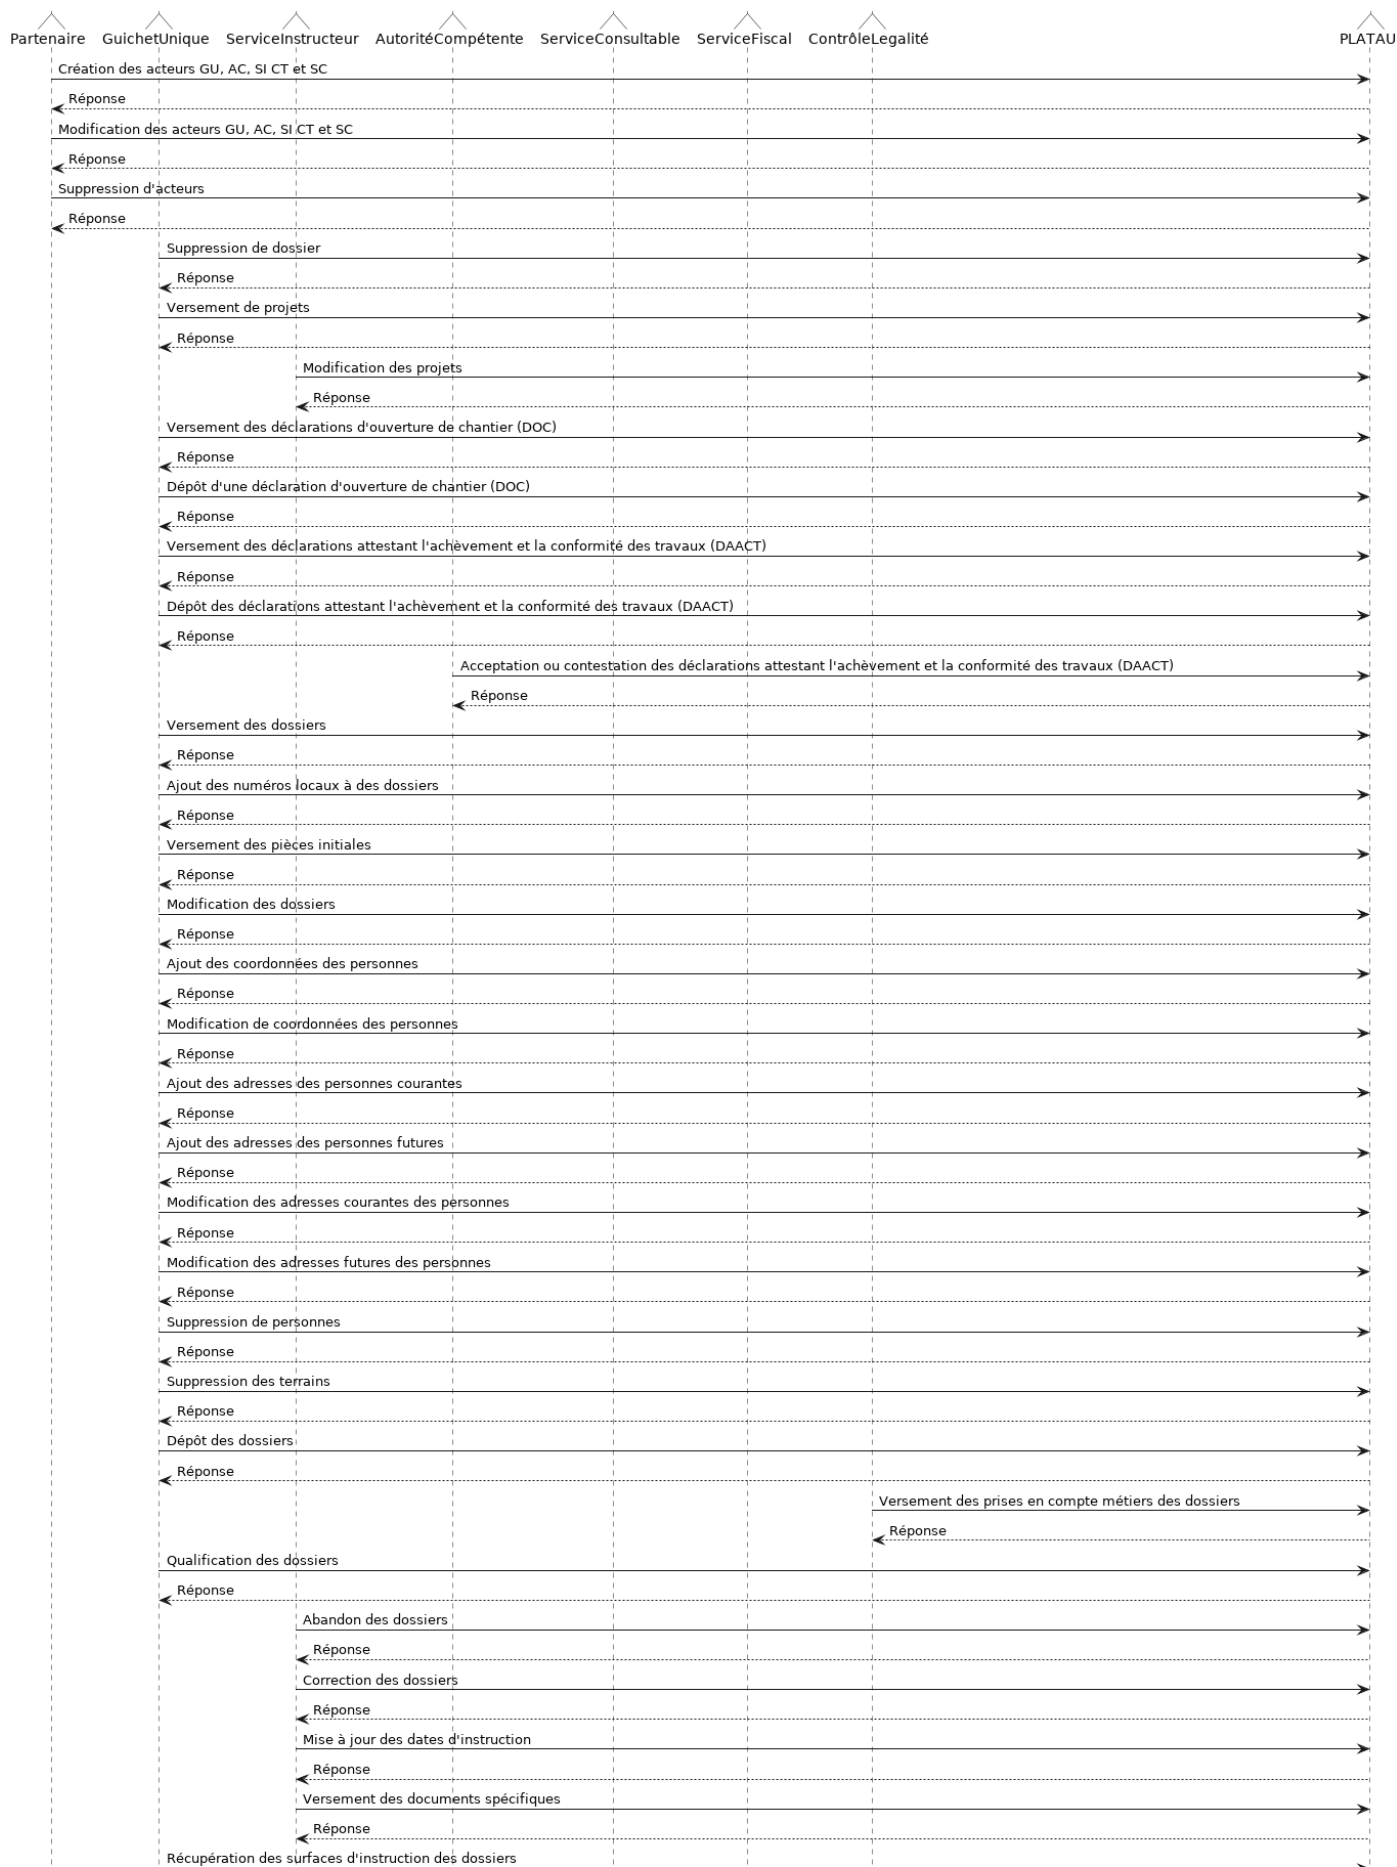 Partenaire GuichetUnique ServiceInstructeur AutoritéCompétente ServiceConsultable ServiceFiscal ContrôleLegalité PLATAU
Création des acteurs GU, AC, SI CT et SC
Réponse
Modification des acteurs GU, AC, SI CT et SC
Réponse
Suppression d'acteurs
Réponse
Suppression de dossier
Réponse
Versement de projets
Réponse
Modification des projets
Réponse
Versement des déclarations d'ouverture de chantier (DOC)
Réponse
Dépôt d'une déclaration d'ouverture de chantier (DOC)
Réponse
Versement des déclarations attestant l'achèvement et la conformité des travaux (DAACT)
Réponse
Dépôt des déclarations attestant l'achèvement et la conformité des travaux (DAACT)
Réponse
Acceptation ou contestation des déclarations attestant l'achèvement et la conformité des travaux (DAACT)
Réponse
Versement des dossiers
Réponse
Ajout des numéros locaux à des dossiers
Réponse
Versement des pièces initiales
Réponse
Modification des dossiers
Réponse
Ajout des coordonnées des personnes
Réponse
Modification de coordonnées des personnes
Réponse
Ajout des adresses des personnes courantes
Réponse
Ajout des adresses des personnes futures
Réponse
Modification des adresses courantes des personnes
Réponse
Modification des adresses futures des personnes
Réponse
Suppression de personnes
Réponse
Suppression des terrains
Réponse
Dépôt des dossiers
Réponse
Versement des prises en compte métiers des dossiers
Réponse
Qualification des dossiers
Réponse
Abandon des dossiers
Réponse
Correction des dossiers
Réponse
Mise à jour des dates d'instruction
Réponse
Versement des documents spécifiques
Réponse
Récupération des surfaces d'instruction des dossiers